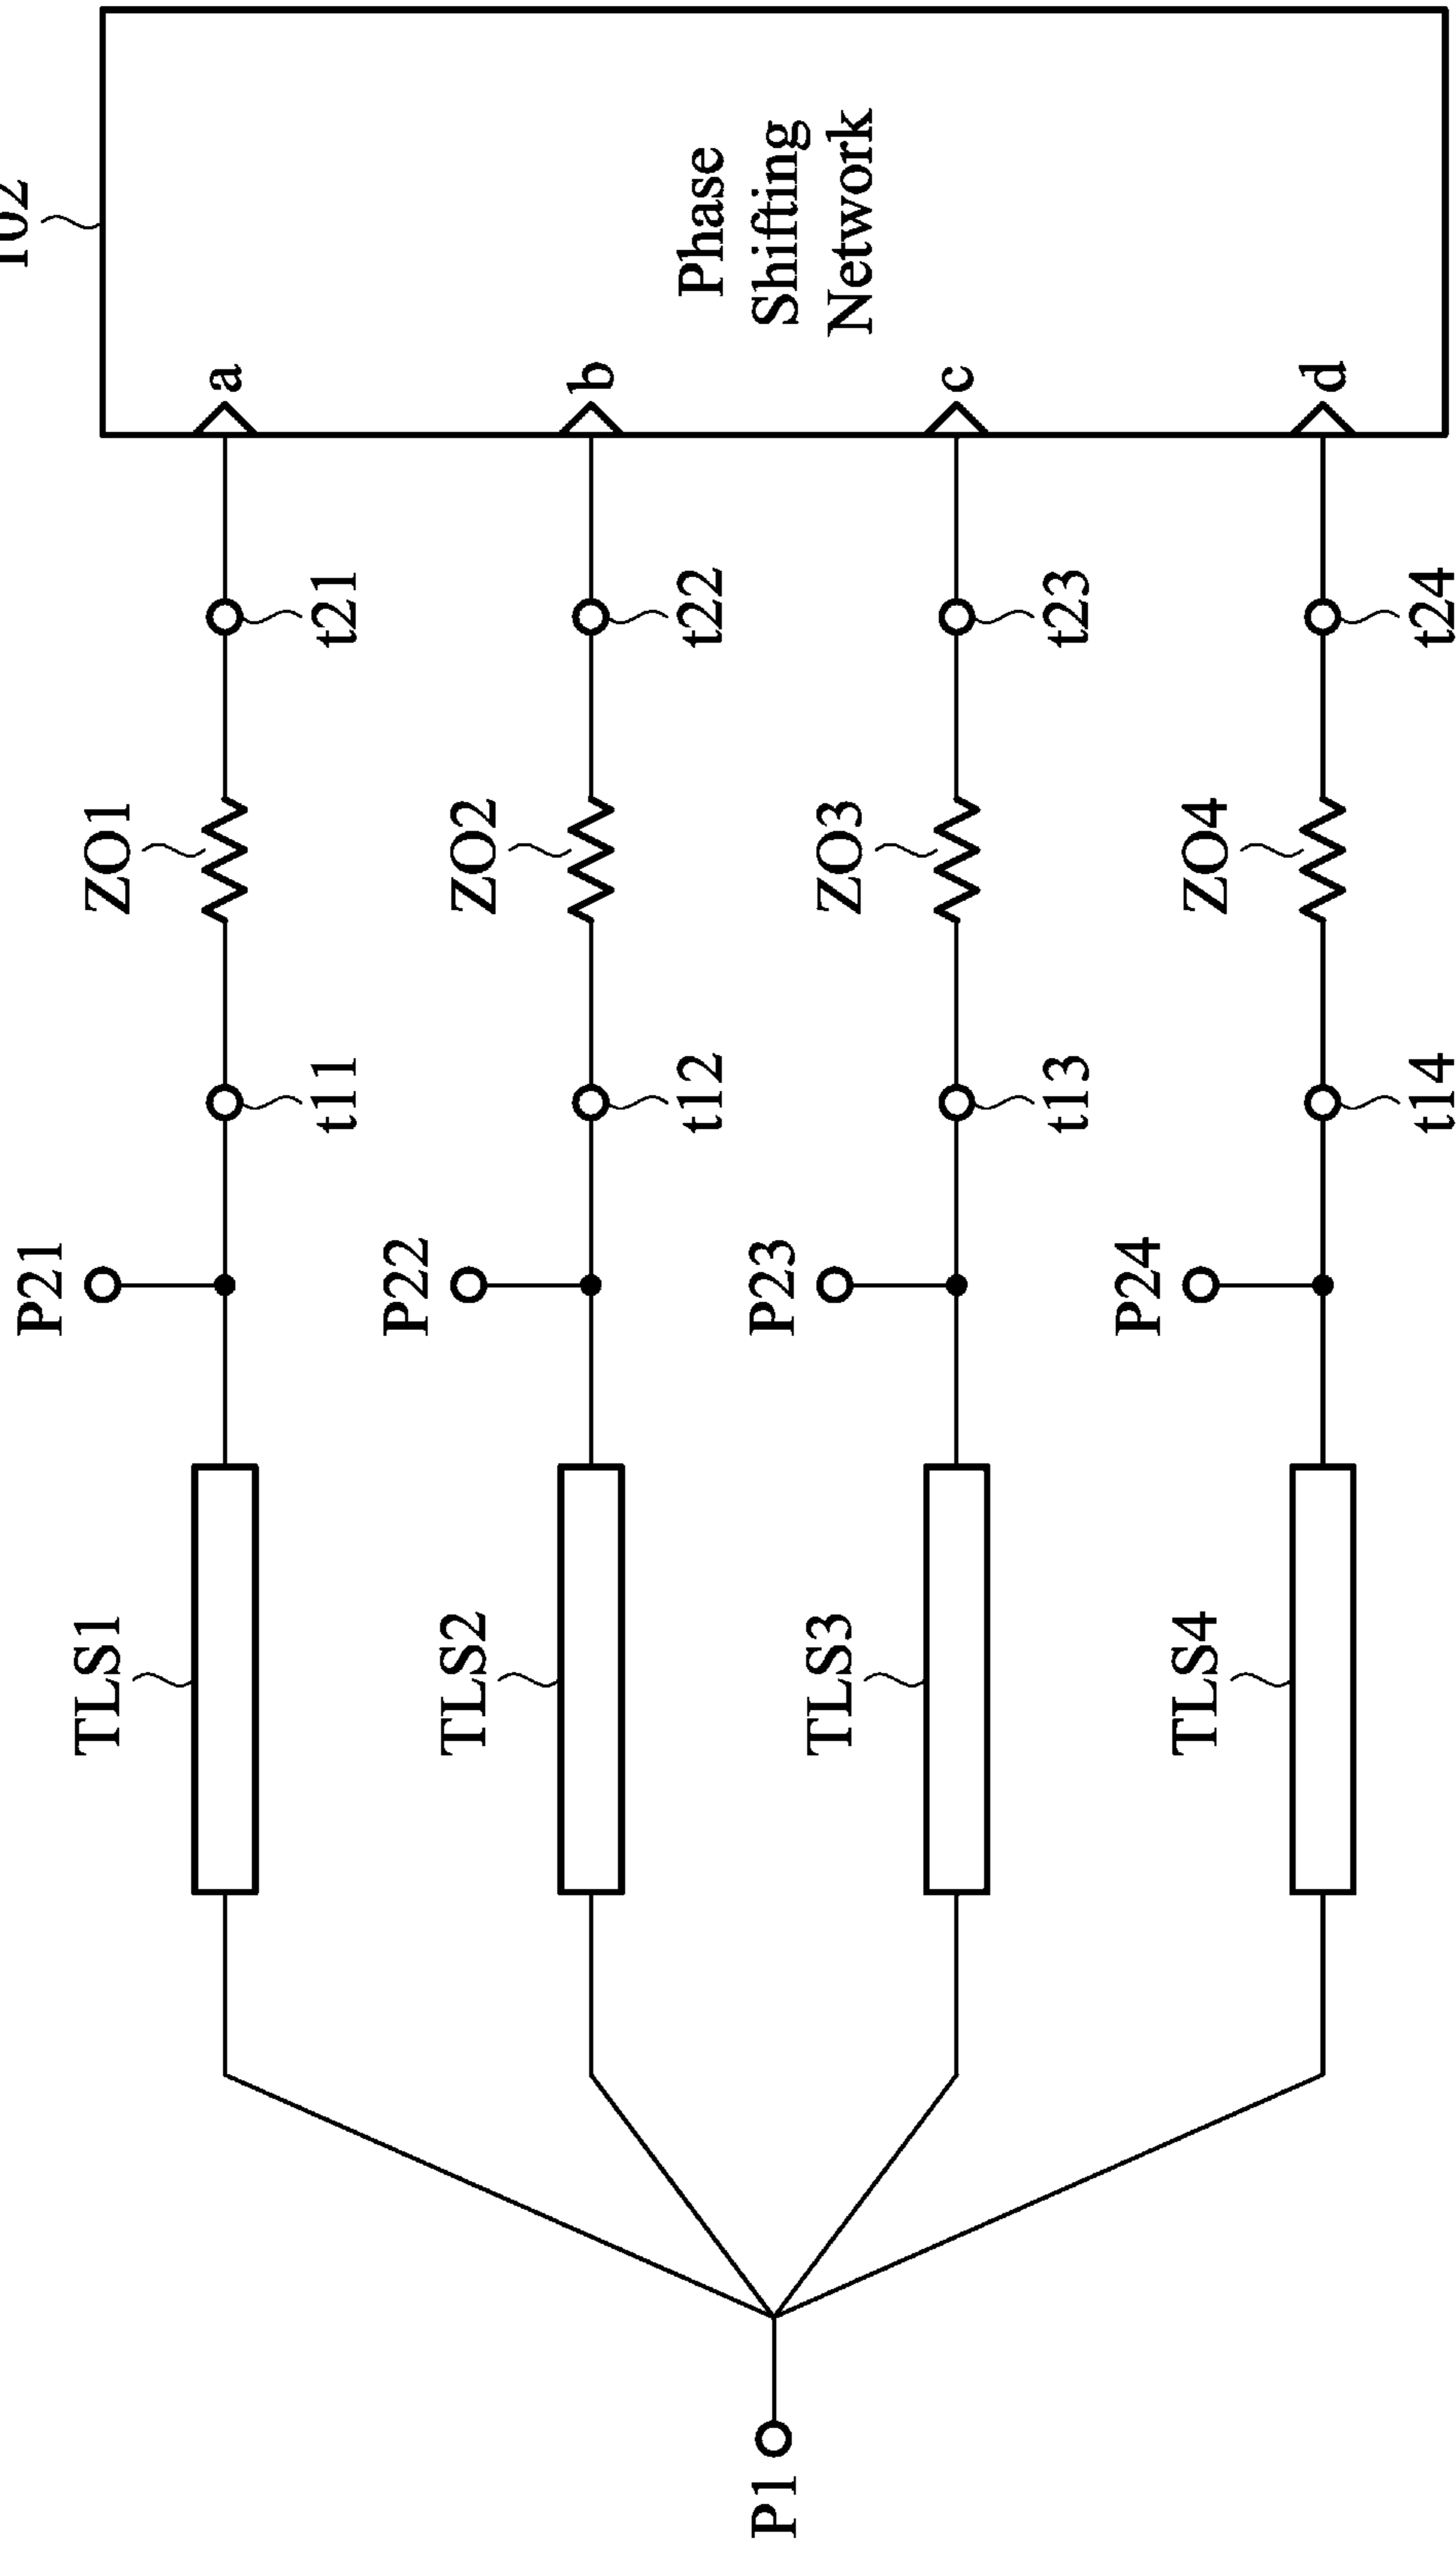 102
Phase
Shifting
Network
a
b
c
d
t21
t22
t23
t24
ZO1
ZO2
ZO3
ZO4
t11
t12
t13
t14
P21
P22
P23
P24
TLS1
TLS2
TLS3
TLS4
P1